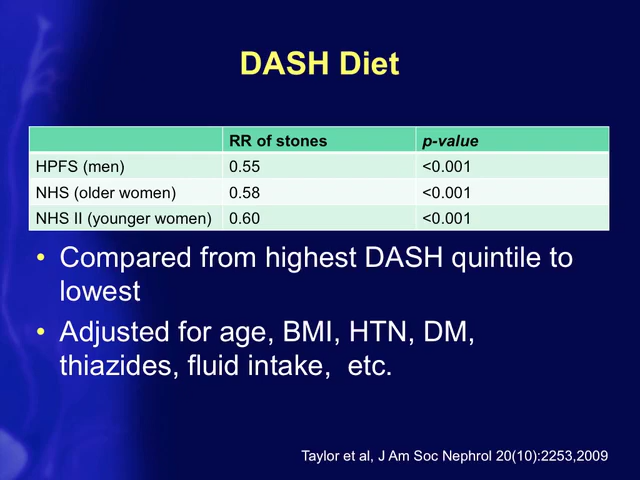 DASH Diet
RR of stones p-value
HPFS (men) 0.55 <0.001
NHS (older women) 0.58 <0.001
NHS II (younger women) 0.60 <0.001
• Compared from highest DASH quintile to
lowest
• Adjusted for age, BMI, HTN, DM,
thiazides, fluid intake, etc.
Taylor et al, J Am Soc Nephrol 20(10):2253,2009